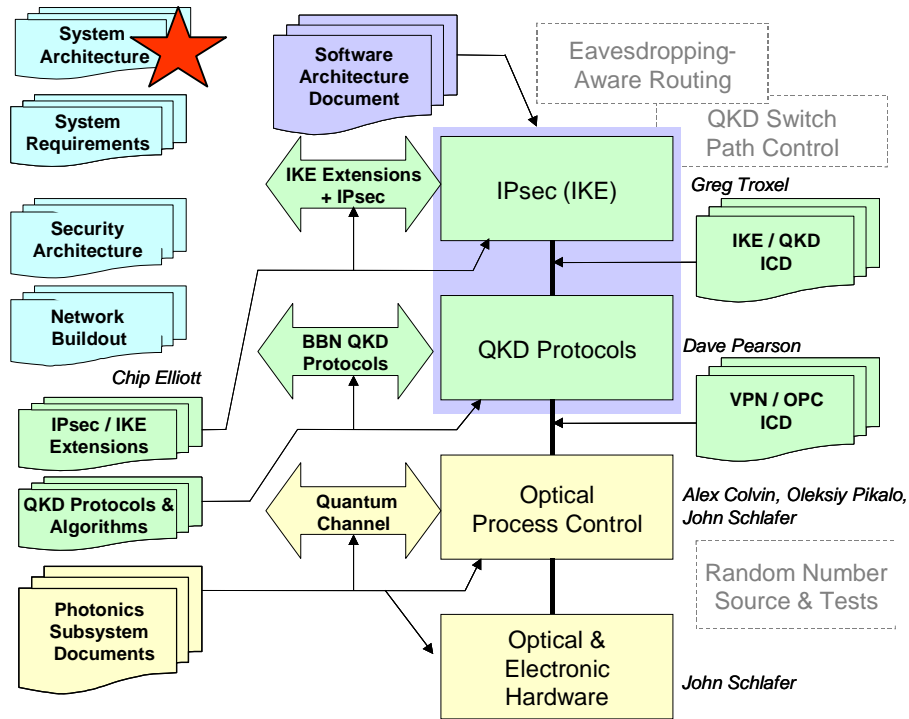 System
Architecture
System
Requirements
Security
Architecture
Network
Buildout
Chip Elliott
IPsec / IKE
Extensions
QKD Protocols &
Algorithms
Photonics
Subsystem
Documents
Software
Architecture
Document
IKE Extensions
+ IPsec
BBN QKD
Protocols
Quantum
Channel
IPsec (IKE)
QKD Protocols
Optical
Process Control
Optical &
Electronic
Hardware
Eavesdropping-
Aware Routing
QKD Switch
Path Control
Greg Troxel
IKE / QKD
ICD
Dave Pearson
VPN / OPC
ICD
Alex Colvin, Oleksiy Pikalo,
John Schlafer
Random Number
Source & Tests
John Schlafer